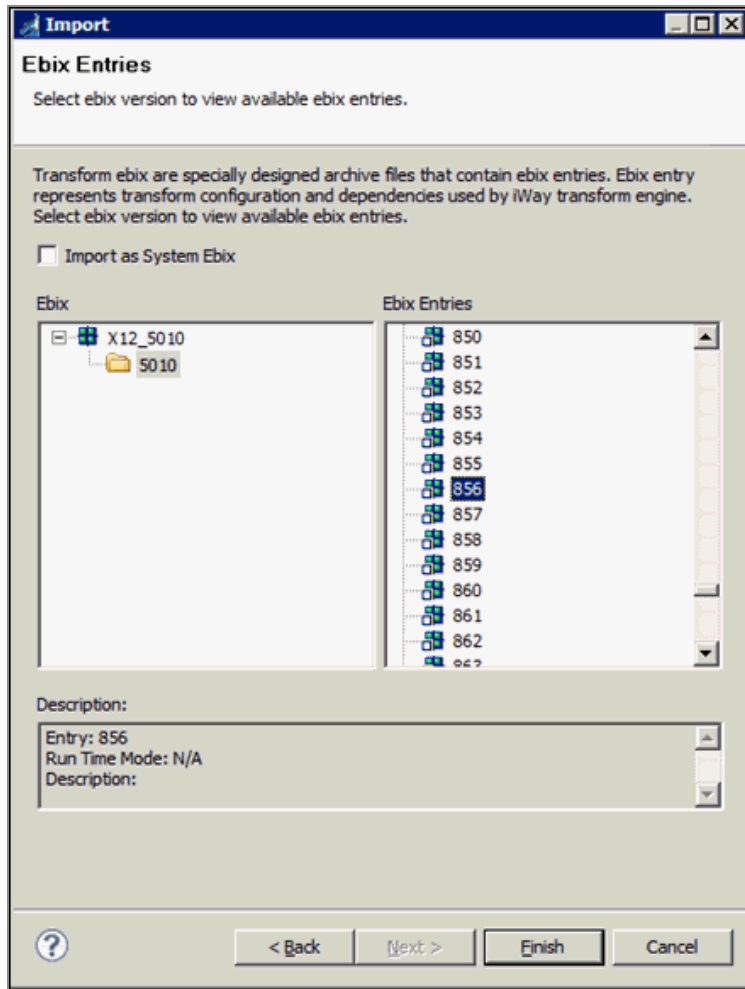 Import
Ebix Entries
Select ebix version to view available ebix entries.
Transform ebix are specially designed archive files that contain ebix entries. Ebix entry
represents transform configuration and dependencies used by iWay transform engine.
Select ebix version to view available ebix entries.
Import as System Ebix
Ebix
X12_5010
5010
Ebix Entries
850
851
852
853
854
855
856
857
858
859
860
861
862
863
Description:
Entry: 856
Run Time Mode: N/A
Description:
?
< Back
Next >
Finish
Cancel